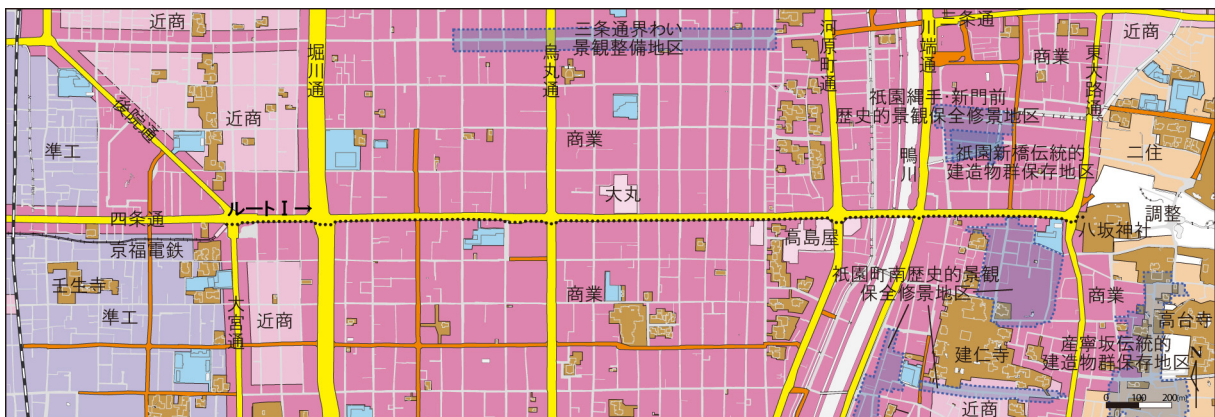 近商
三条通界わい
景観整備地区
三条通
近商
堀川通
烏丸通
河原町通
川端通
商業
東大路通
後院通
近商
祇園縄手・新門前
歴史的景観保全修景地区
準工
商業
鴨川
祇園新橋伝統的
建造物群保存地区
二住
大丸
ルートⅠ→
四条通
調整
京福電鉄
高島屋
八坂神社
壬生寺
祇園町南歴史的景観
保全修景地区
準工
大宮通
近商
商業
商業
高台寺
建仁寺
産寧坂伝統的
建造物群保存地区
N
近商
0 100 200(m)